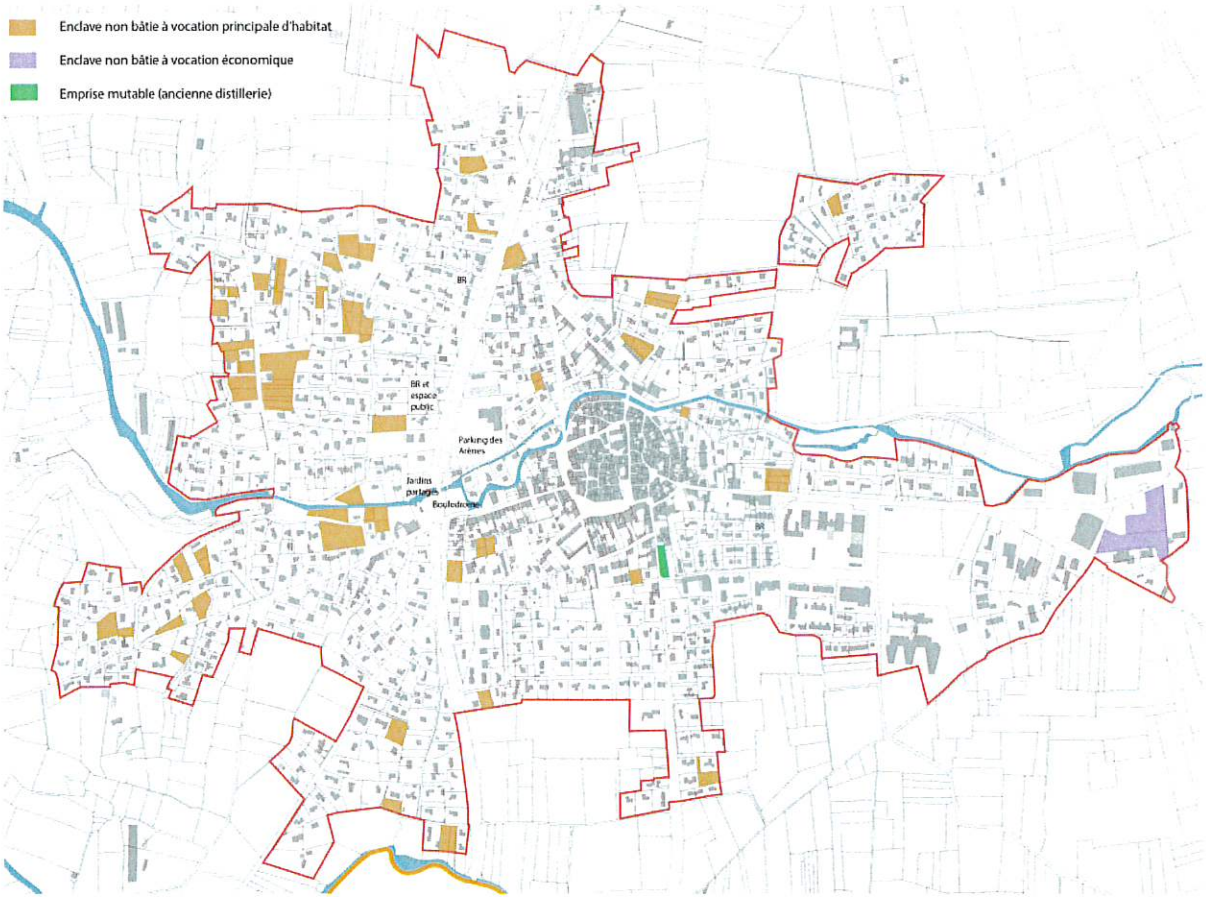 Enclave non bâtie à vocation principale d'habitat
Enclave non bâtie à vocation économique
Emprise mutable (ancienne distillerie)
BR
BR et
espace
public
Parking des
Arènes
Jardins
partagés
Boulodrome
BR